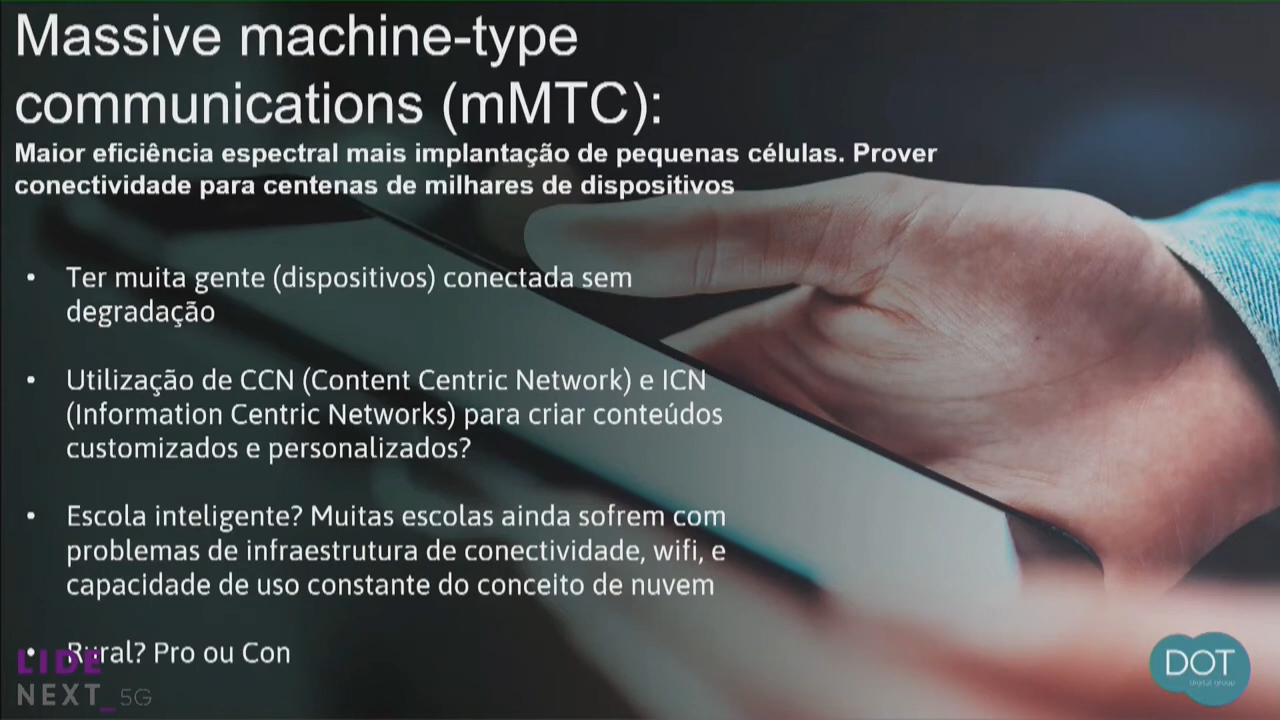 Massive machine-type
communications (mMTC):
Maior eficiência espectral mais implantação de pequenas células. Prover
conectividade para centenas de milhares de dispositivos
• Ter muita gente (dispositivos) conectada sem
degradação
• Utilização de CCN (Content Centric Network) e ICN
(Information Centric Networks) para criar conteúdos
customizados e personalizados?
• Escola inteligente? Muitas escolas ainda sofrem com
problemas de infraestrutura de conectividade, wifi, e
capacidade de uso constante do conceito de nuvem
• Rural? Pro ou Con
LIDE
NEXT_5G
DOT
digital group